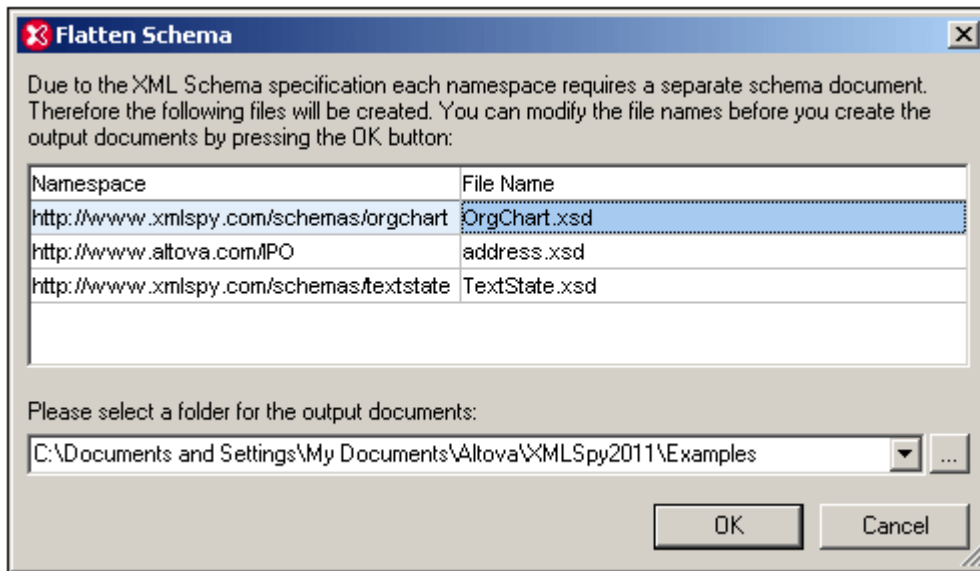 Flatten Schema
Due to the XML Schema specification each namespace requires a separate schema document.
Therefore the following files will be created. You can modify the file names before you create the
output documents by pressing the OK button:
Namespace File Name
http://www.xmlspy.com/schemas/orgchart OrgChart.xsd
http://www.altova.com/IPO address.xsd
http://www.xmlspy.com/schemas/textstate TextState.xsd
Please select a folder for the output documents:
C:\Documents and Settings\My Documents\Altova\XMLSpy2011\Examples ...
OK Cancel